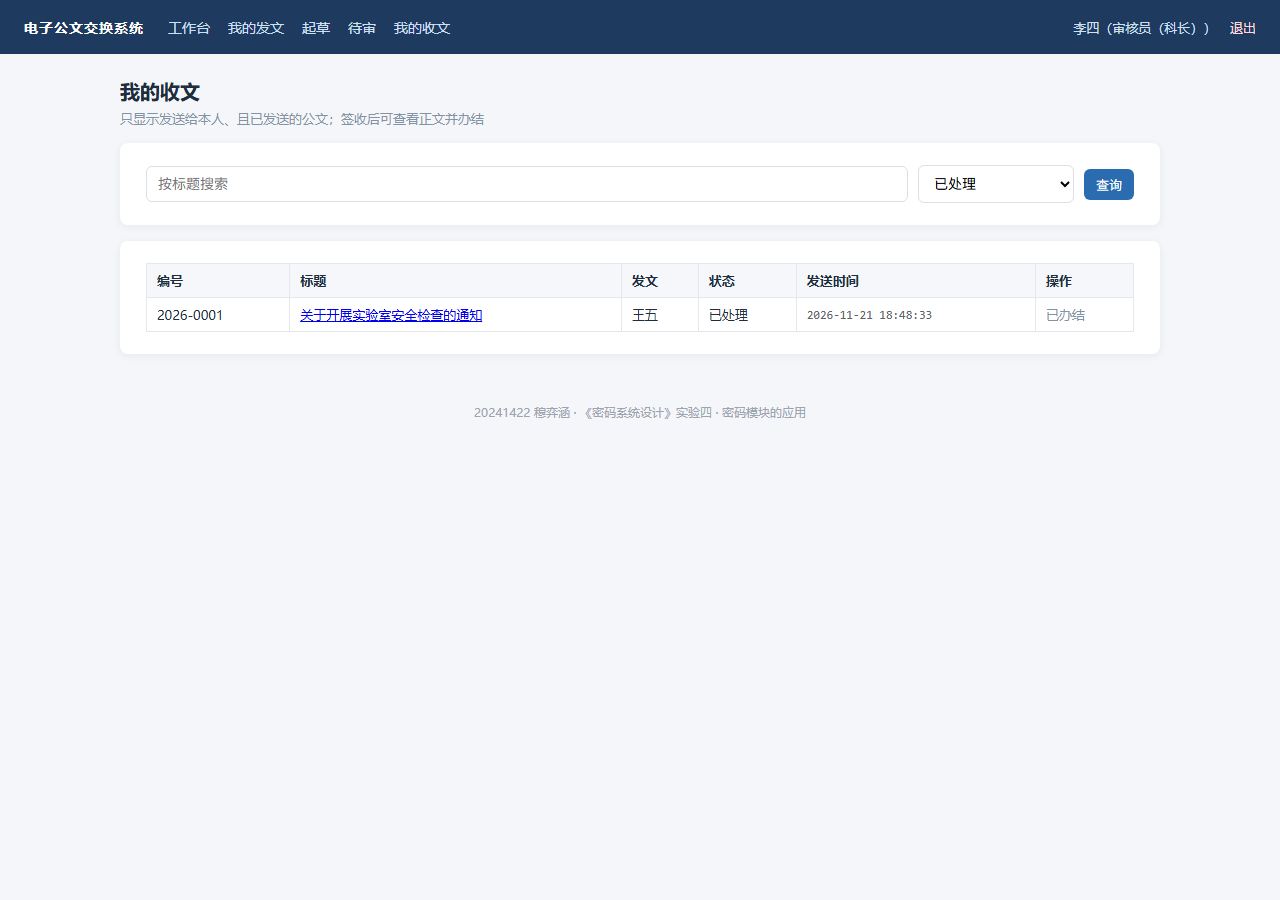 电子公文交换系统 工作台 我的发文 起草 待审 我的收文 李四（审核员（科长）） 退出
我的收文
只显示发送给本人、且已发送的公文；签收后可查看正文并办结
按标题搜索 已处理 查询
编号 标题 发文 状态 发送时间 操作
2026-0001 关于开展实验室安全检查的通知 王五 已处理 2026-11-21 18:48:33 已办结
20241422 穆弈涵 · 《密码系统设计》实验四 · 密码模块的应用